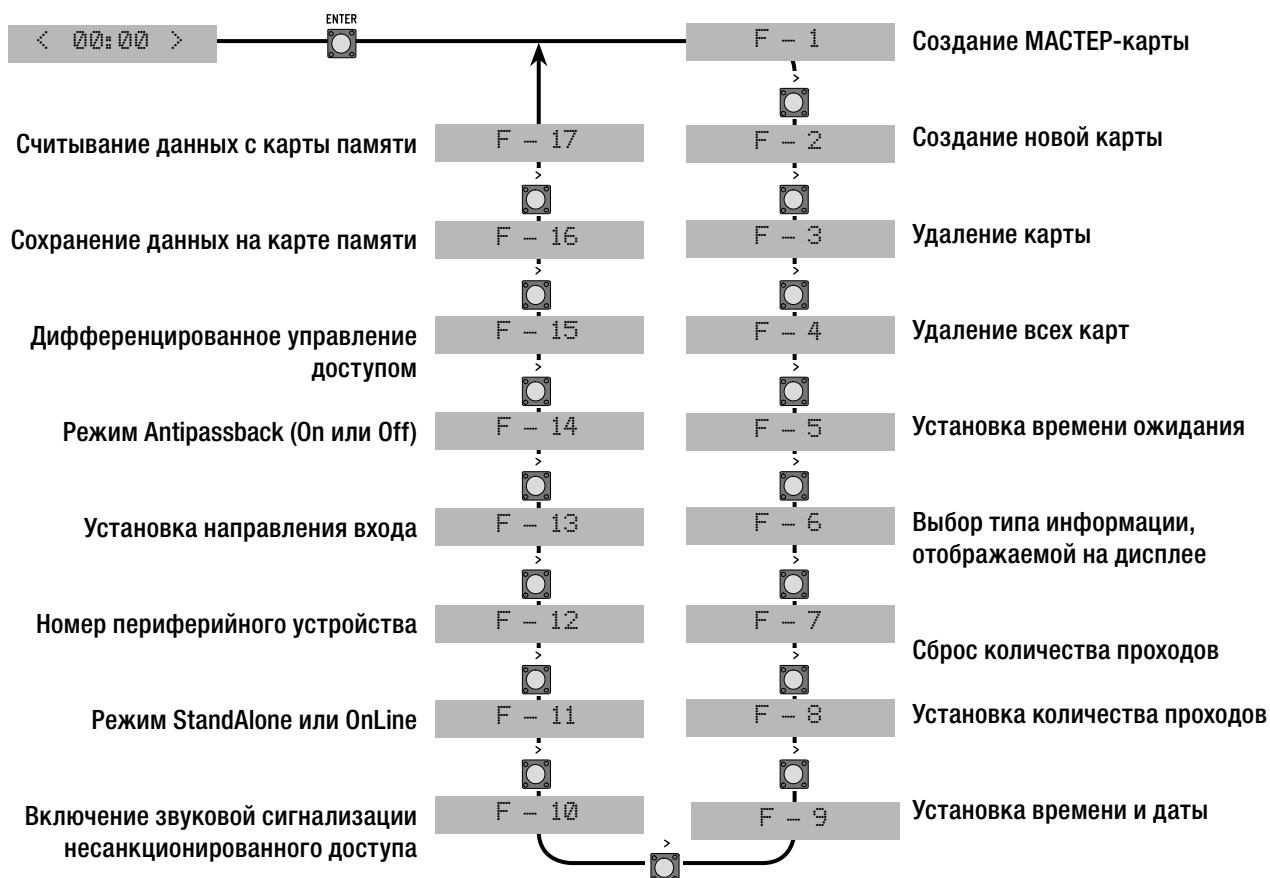 ENTER
< 00:00 >
F - 1
Создание МАСТЕР-карты
>
F - 2
Создание новой карты
>
F - 3
Удаление карты
>
F - 4
Удаление всех карт
>
F - 5
Установка времени ожидания
>
F - 6
Выбор типа информации,
отображаемой на дисплее
>
F - 7
Сброс количества проходов
>
F - 8
Установка количества проходов
>
F - 9
Установка времени и даты
>
F - 10
Включение звуковой сигнализации
несанкционированного доступа
>
F - 11
Режим StandAlone или OnLine
>
F - 12
Номер периферийного устройства
>
F - 13
Установка направления входа
>
F - 14
Режим Antipassback (On или Off)
>
F - 15
Дифференцированное управление
доступом
>
F - 16
Сохранение данных на карте памяти
>
F - 17
Считывание данных с карты памяти